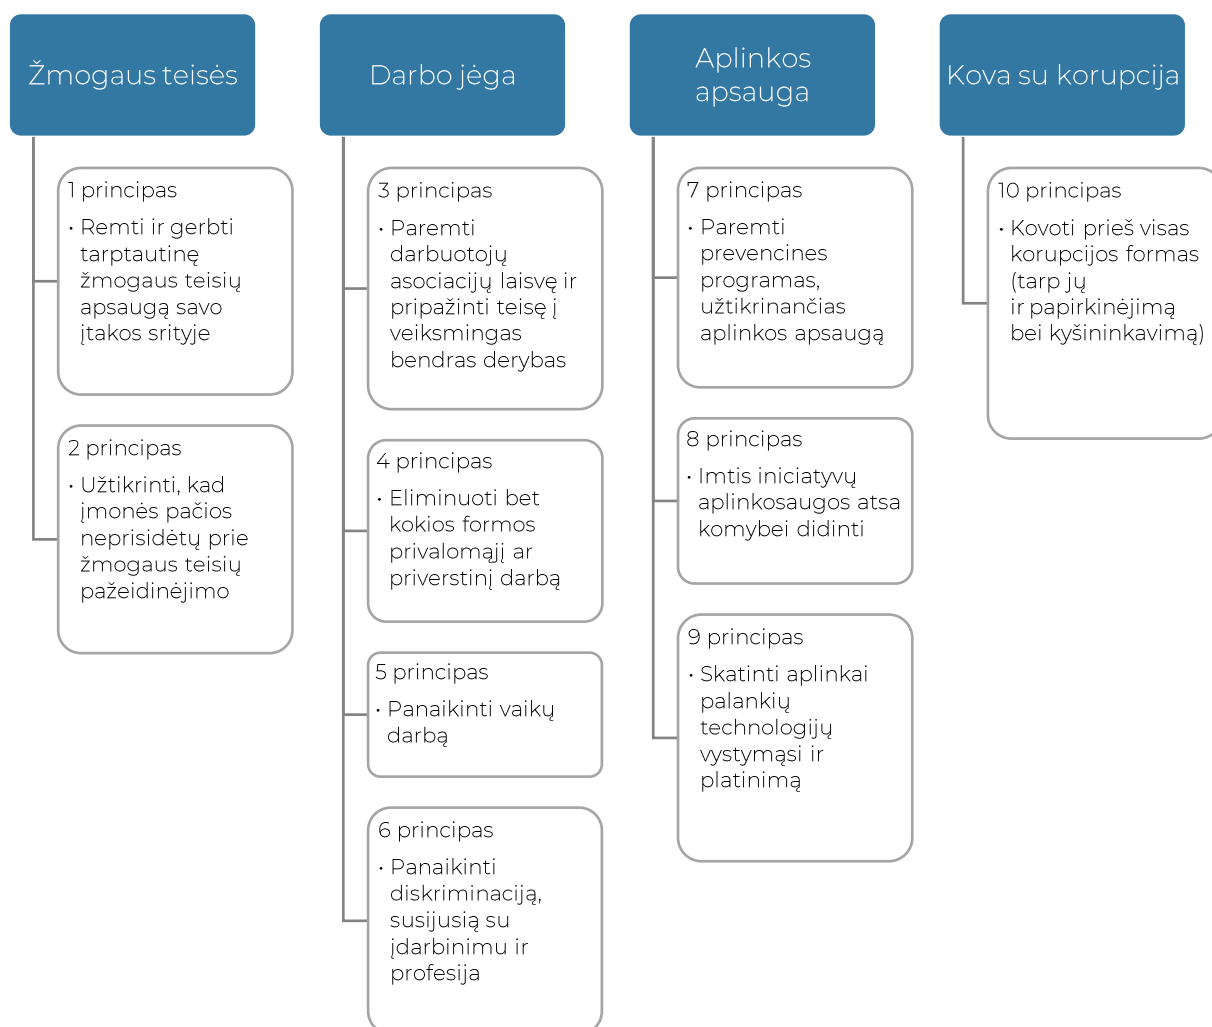 Žmogaus teisės
1 principas
· Remti ir gerbti
tarptautinę
žmogaus teisių
apsaugą savo
įtakos srityje
2 principas
· Užtikrinti, kad
įmonės pačios
neprisidėtų prie
žmogaus teisių
pažeidinėjimo
Darbo jėga
3 principas
· Paremti
darbuotojų
asociacijų laisvę ir
pripažinti teisę į
veiksmingas
bendras derybas
4 principas
· Eliminuoti bet
kokios formos
privalomąjį ar
priverstinį darbą
5 principas
· Panaikinti vaikų
darbą
6 principas
· Panaikinti
diskriminaciją,
susijusią su
įdarbinimu ir
profesija
Aplinkos
apsauga
7 principas
· Paremti
prevencines
programas,
užtikrinančias
aplinkos apsaugą
8 principas
· Imtis iniciatyvų
aplinkosaugos atsa
komybei didinti
9 principas
· Skatinti aplinkai
palankių
technologijų
vystymąsi ir
platinimą
Kova su korupcija
10 principas
· Kovoti prieš visas
korupcijos formas
(tarp jų
ir papirkinėjimą
bei kyšininkavimą)